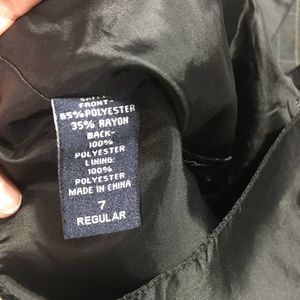 FRONT-
65%POLYESTER
35% RAYON
BACK-
100%
POLYESTER
LINING:
100%
POLYESTER
MADE IN CHINA
7
REGULAR